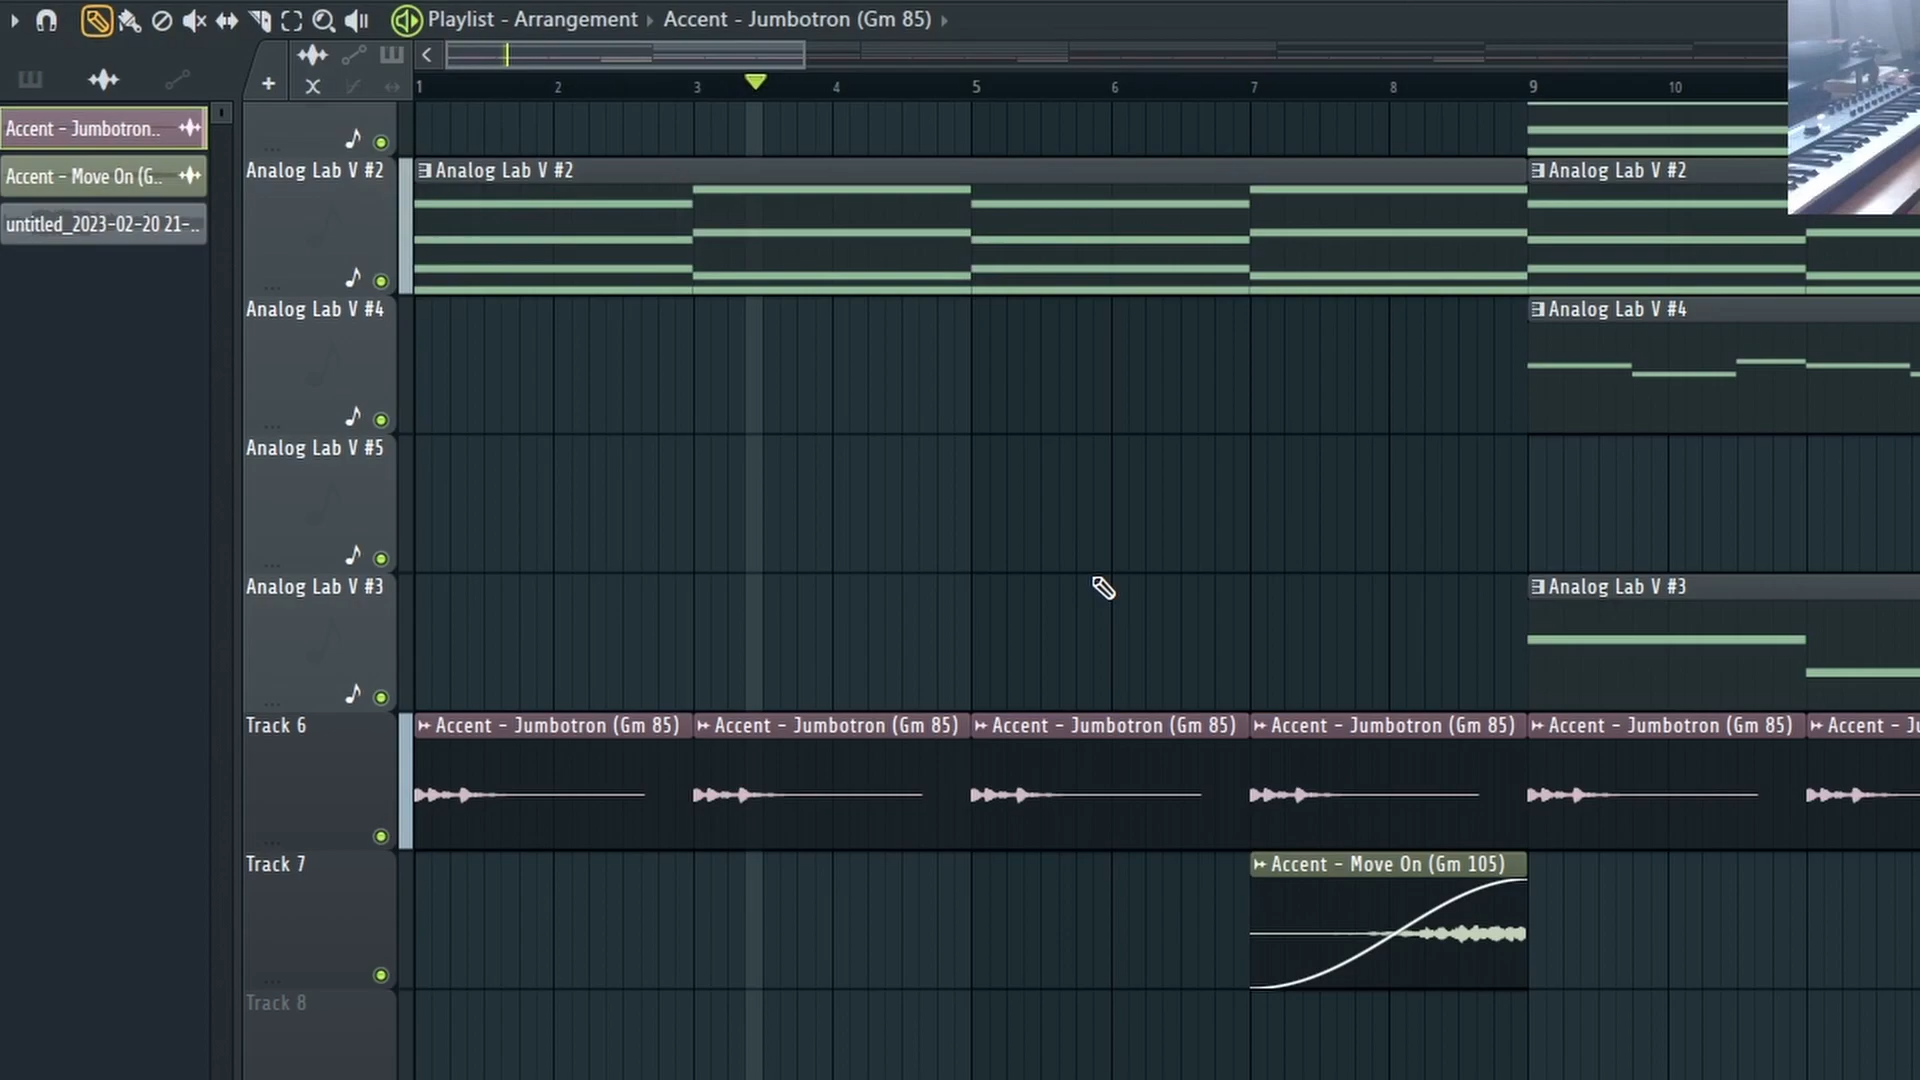 Playlist - Arrangement › Accent - Jumbotron (Gm 85) ›
1 2 3 4 5 6 7 8 9 10
Accent - Jumbotron..
Accent - Move On (G..
untitled_2023-02-20 21-..
Analog Lab V #2
Analog Lab V #2
Analog Lab V #2
Analog Lab V #4
Analog Lab V #4
Analog Lab V #5
Analog Lab V #3
Analog Lab V #3
Track 6
Accent - Jumbotron (Gm 85)
Accent - Jumbotron (Gm 85)
Accent - Jumbotron (Gm 85)
Accent - Jumbotron (Gm 85)
Accent - Jumbotron (Gm 85)
Accent - Ju
Track 7
Accent - Move On (Gm 105)
Track 8